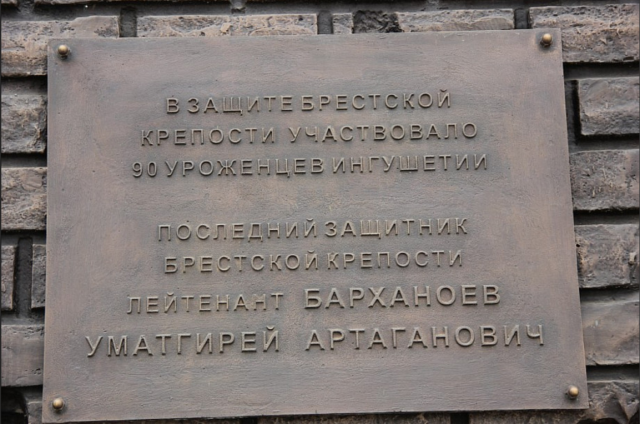 В ЗАЩИТЕ БРЕСТСКОЙ
КРЕПОСТИ УЧАСТВОВАЛО
90 УРОЖЕНЦЕВ ИНГУШЕТИИ
ПОСЛЕДНИЙ ЗАЩИТНИК
БРЕСТСКОЙ КРЕПОСТИ
ЛЕЙТЕНАНТ БАРХАНОЕВ
УМАТГИРЕЙ АРТАГАНОВИЧ